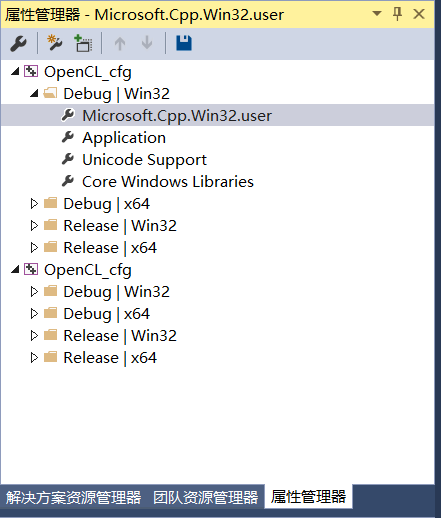 属性管理器 - Microsoft.Cpp.Win32.user
OpenCL_cfg
Debug | Win32
Microsoft.Cpp.Win32.user
Application
Unicode Support
Core Windows Libraries
Debug | x64
Release | Win32
Release | x64
OpenCL_cfg
Debug | Win32
Debug | x64
Release | Win32
Release | x64
解决方案资源管理器 团队资源管理器 属性管理器